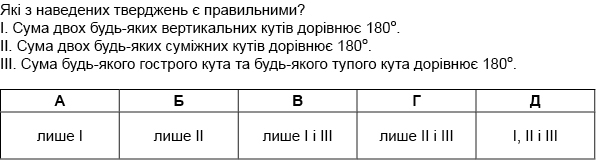 Які з наведених тверджень є правильними?
I. Сума двох будь-яких вертикальних кутів дорівнює 180°.
II. Сума двох будь-яких суміжних кутів дорівнює 180°.
III. Сума будь-якого гострого кута та будь-якого тупого кута дорівнює 180°.
А Б В Г Д
лише I лише II лише I і III лише II і III I, II і III